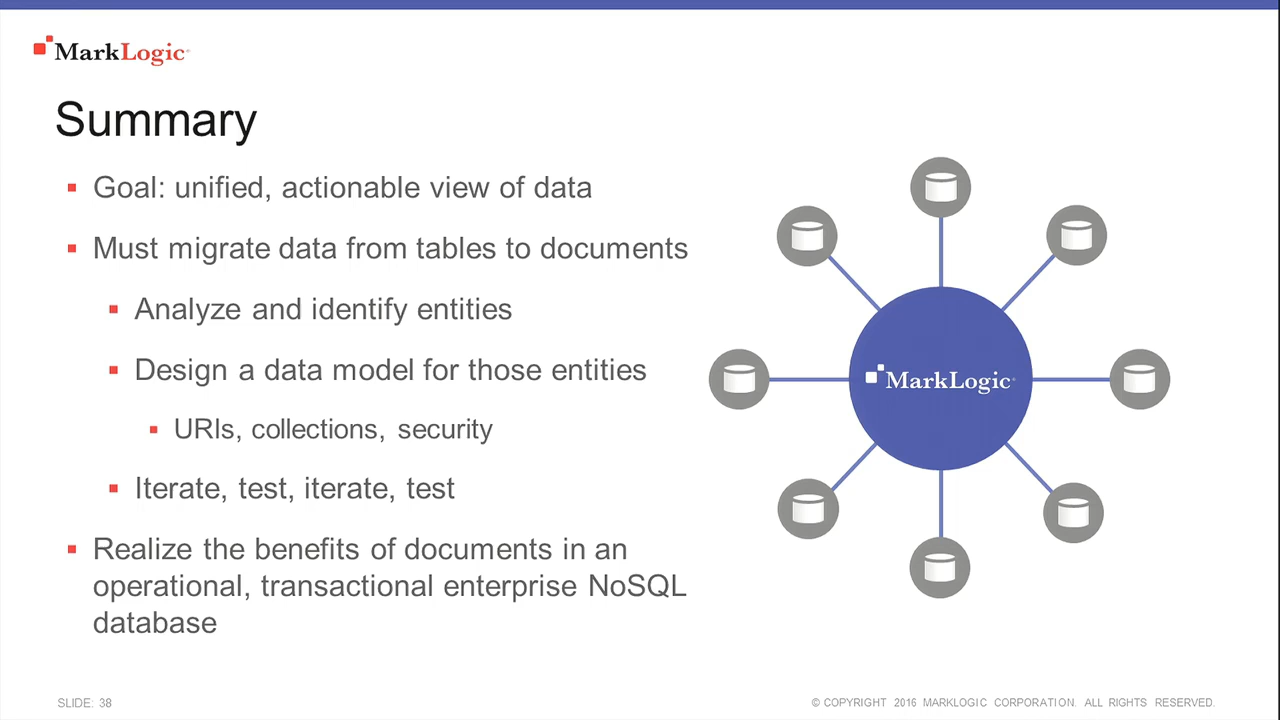 MarkLogic
Summary
Goal: unified, actionable view of data
Must migrate data from tables to documents
Analyze and identify entities
Design a data model for those entities
URIs, collections, security
Iterate, test, iterate, test
Realize the benefits of documents in an
operational, transactional enterprise NoSQL
database
MarkLogic
SLIDE: 38
© COPYRIGHT 2016 MARKLOGIC CORPORATION. ALL RIGHTS RESERVED.